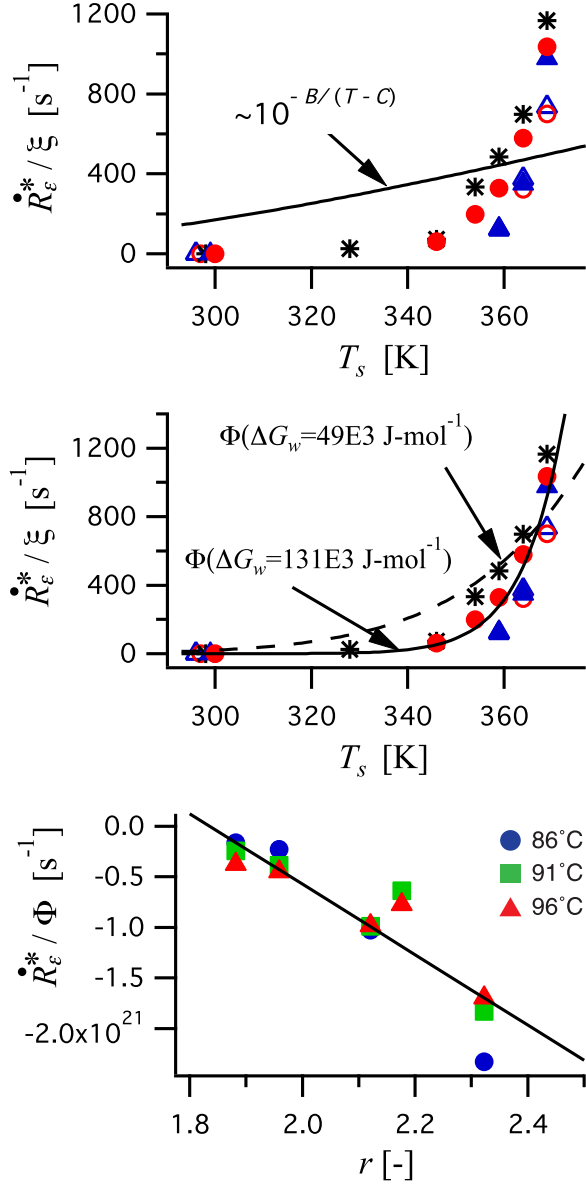 1200
800
400
0
Ṙ*ε / ξ [s⁻¹]
~10^- B/ (T - C)
300 320 340 360
Ts [K]
1200
800
400
0
Ṙ*ε / ξ [s⁻¹]
Φ(ΔGw=49E3 J-mol⁻¹)
Φ(ΔGw=131E3 J-mol⁻¹)
300 320 340 360
Ts [K]
0.0
-0.5
-1.0
-1.5
-2.0x10²¹
Ṙ*ε / Φ [s⁻¹]
86°C
91°C
96°C
1.8 2.0 2.2 2.4
r [-]